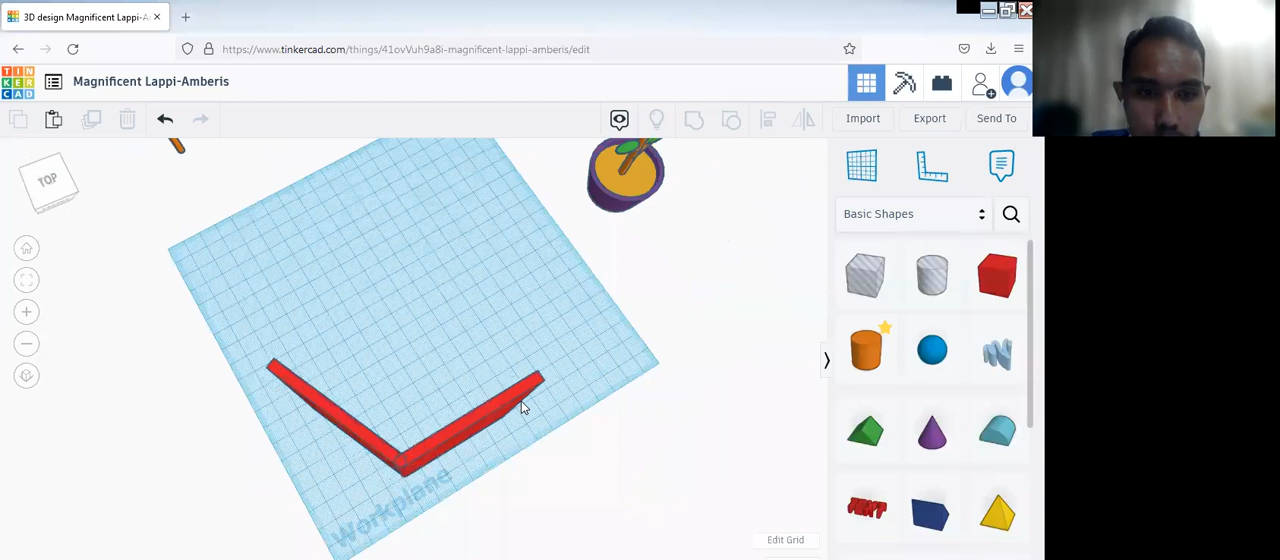 3D design Magnificent Lappi-A
https://www.tinkercad.com/things/41ovVuh9a8i-magnificent-lappi-amberis/edit
TIN
KER
CAD
Magnificent Lappi-Amberis
Import
Export
Send To
TOP
Basic Shapes
TEXT
Workplane
Edit Grid